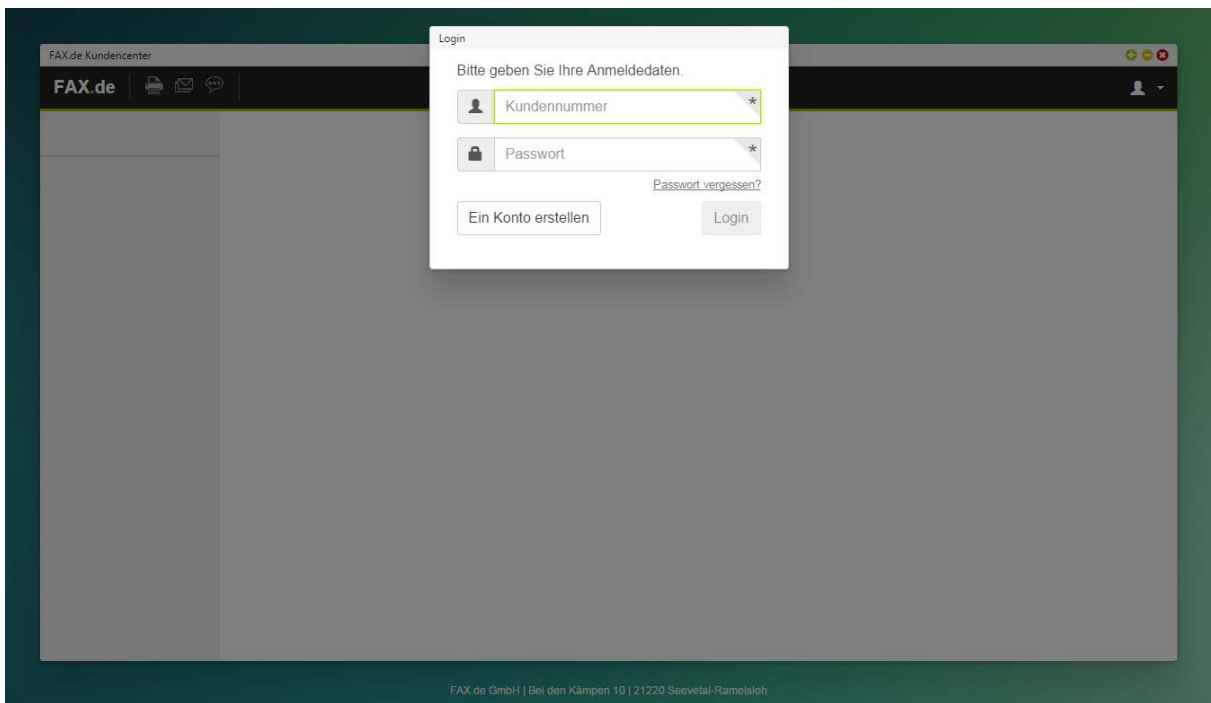 Login
FAX.de Kundencenter
Bitte geben Sie Ihre Anmeldedaten.
FAX.de
Kundennummer *
Passwort *
Passwort vergessen?
Ein Konto erstellen Login
FAX.de GmbH | Bei den Kämpen 10 | 21220 Seevetal-Ramelsloh